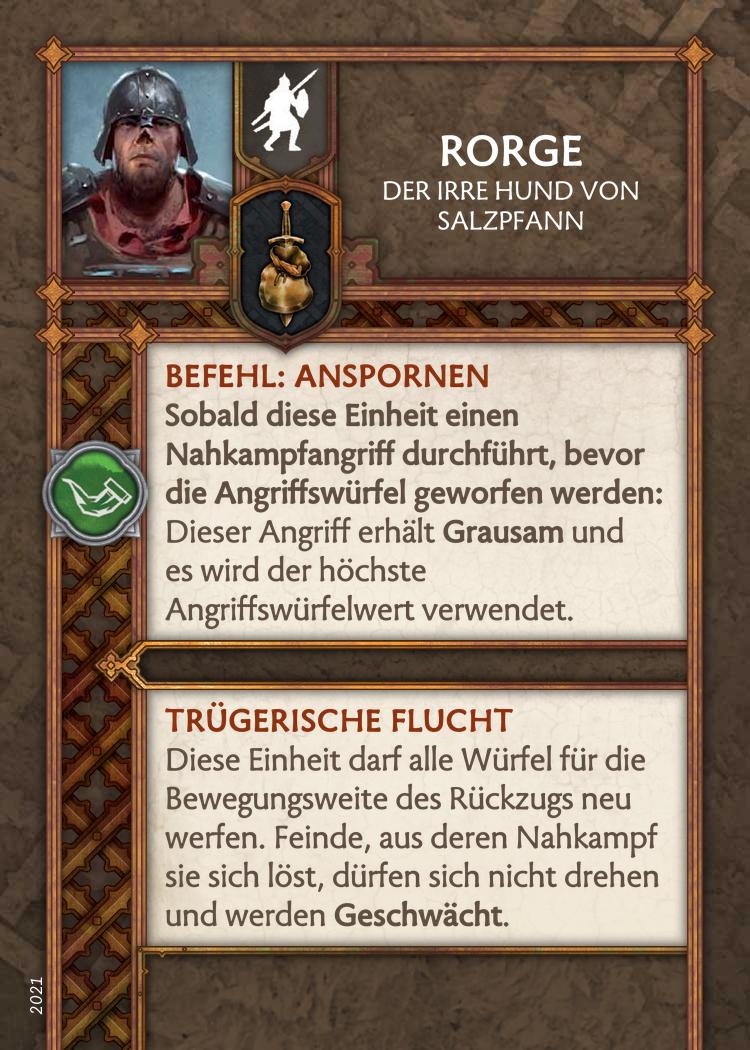 RORGE
DER IRRE HUND VON
SALZPFANN
BEFEHL: ANSPORNEN
Sobald diese Einheit einen
Nahkampfangriff durchführt, bevor
die Angriffswürfel geworfen werden:
Dieser Angriff erhält Grausam und
es wird der höchste
Angriffswürfelwert verwendet.
TRÜGERISCHE FLUCHT
Diese Einheit darf alle Würfel für die
Bewegungsweite des Rückzugs neu
werfen. Feinde, aus deren Nahkampf
sie sich löst, dürfen sich nicht drehen
und werden Geschwächt.
2021